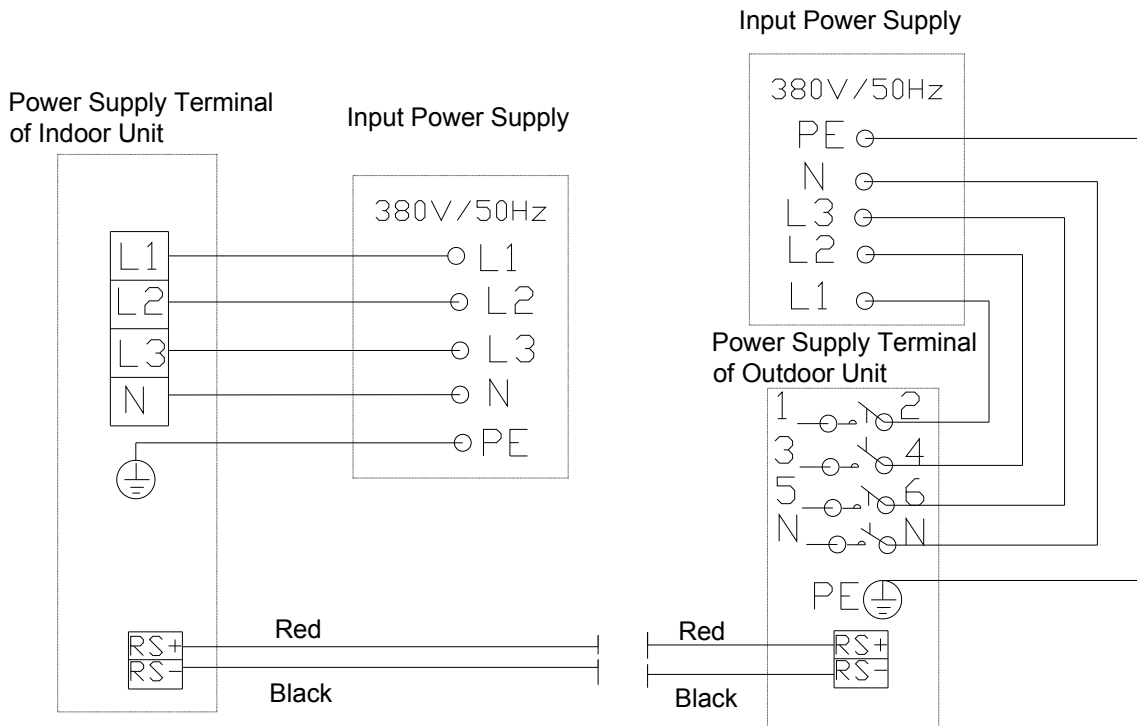 Power Supply Terminal
of Indoor Unit
Input Power Supply
380V/50Hz
L1
L2
L3
N
L1
L2
L3
N
PE
RS+
RS-
Red
Black
Input Power Supply
380V/50Hz
PE
N
L3
L2
L1
Power Supply Terminal
of Outdoor Unit
1 2
3 4
5 6
N N
PE
Red
Black
RS+
RS-